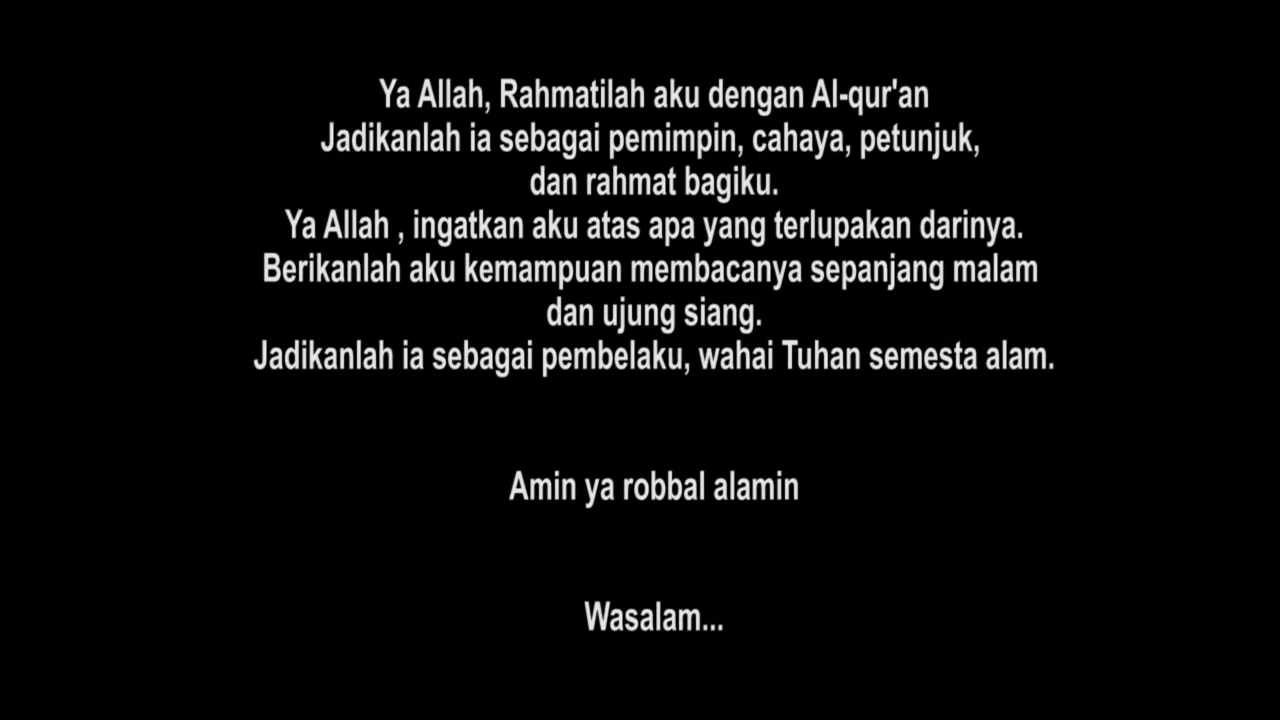 Ya Allah, Rahmatilah aku dengan Al-qur'an
Jadikanlah ia sebagai pemimpin, cahaya, petunjuk,
dan rahmat bagiku.
Ya Allah , ingatkan aku atas apa yang terlupakan darinya.
Berikanlah aku kemampuan membacanya sepanjang malam
dan ujung siang.
Jadikanlah ia sebagai pembelaku, wahai Tuhan semesta alam.
Amin ya robbal alamin
Wasalam...